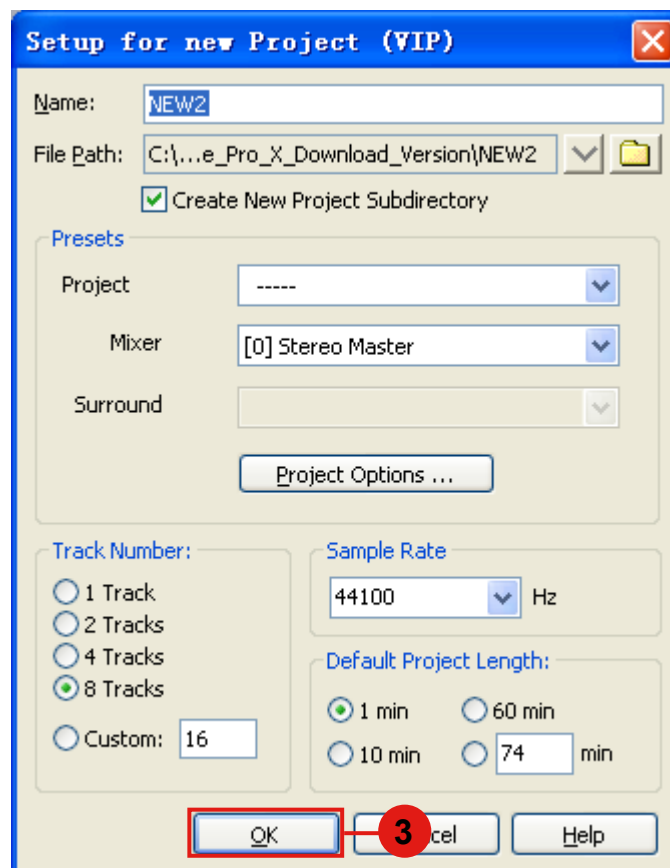 Setup for new Project (VIP)
Name: NEW2
File Path: C:\...e_Pro_X_Download_Version\NEW2
Create New Project Subdirectory
Presets
Project -----
Mixer [0] Stereo Master
Surround
Project Options ...
Track Number:
1 Track
2 Tracks
4 Tracks
8 Tracks
Custom: 16
Sample Rate
44100 Hz
Default Project Length:
1 min 60 min
10 min 74 min
OK 3 cel Help